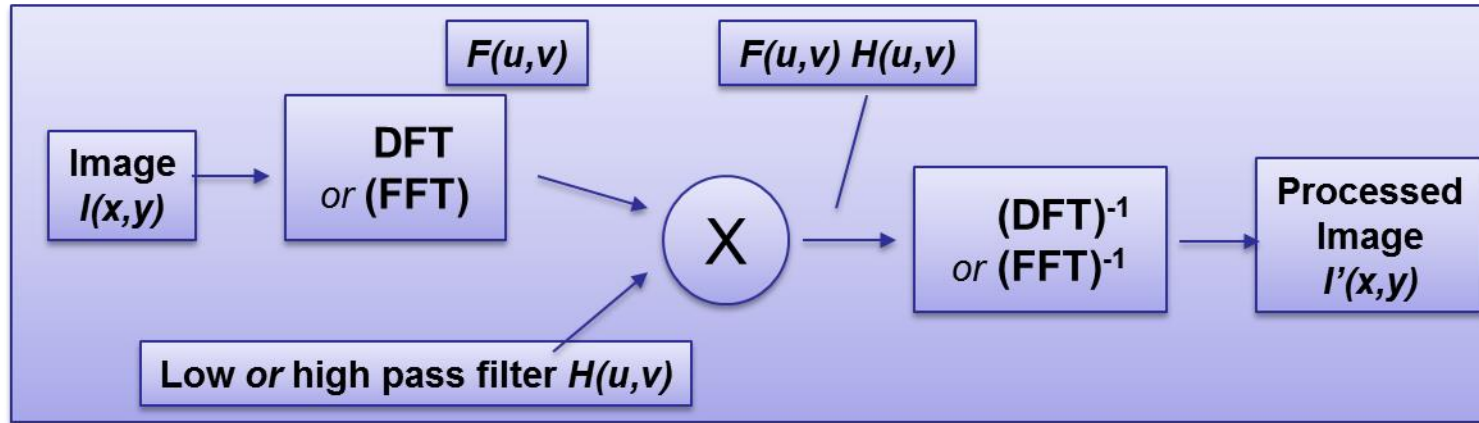 F(u,v)
F(u,v) H(u,v)
Image
I(x,y)
DFT
or (FFT)
X
(DFT)-1
or (FFT)-1
Processed
Image
I’(x,y)
Low or high pass filter H(u,v)